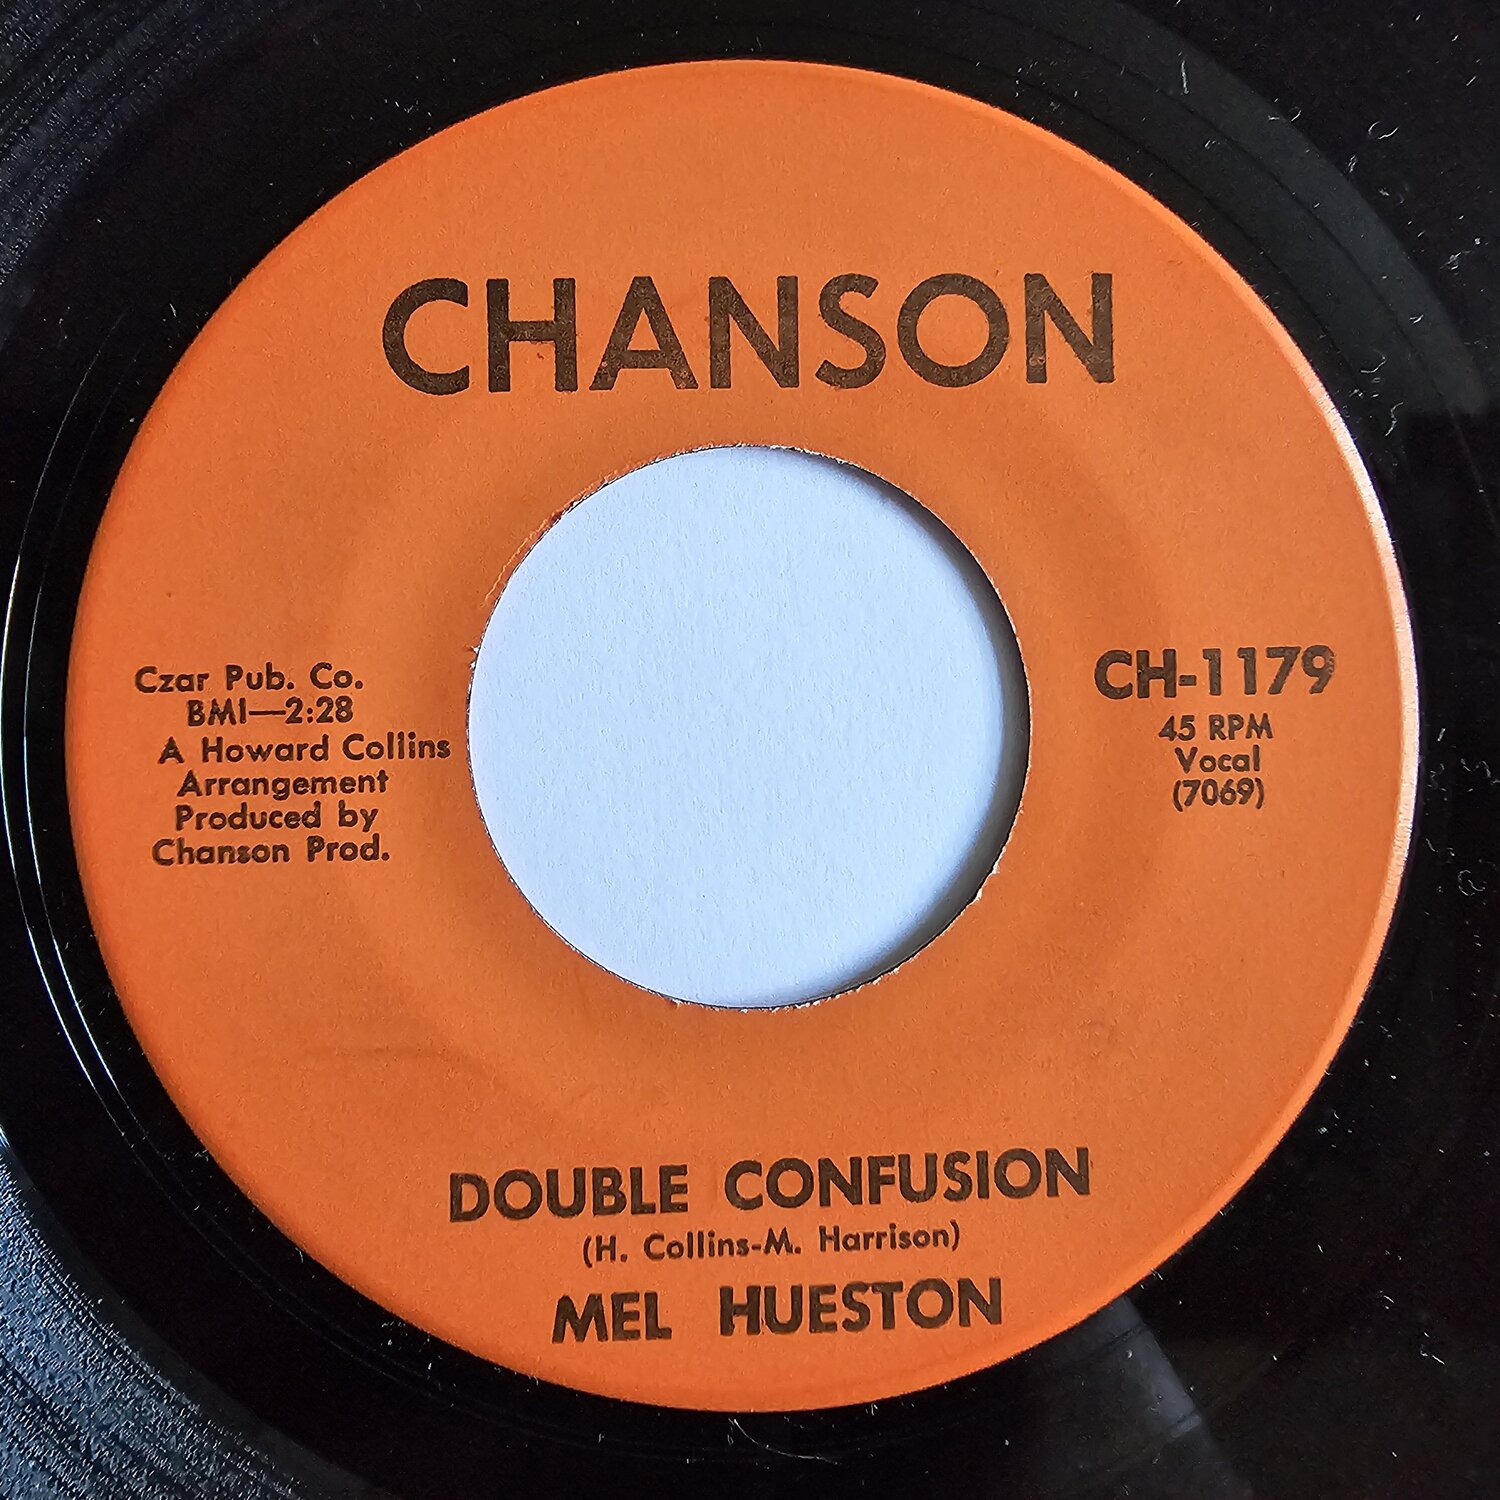 CHANSON
Czar Pub. Co.
BMI—2:28
A Howard Collins
Arrangement
Produced by
Chanson Prod.
CH-1179
45 RPM
Vocal
(7069)
DOUBLE CONFUSION
(H. Collins-M. Harrison)
MEL HUESTON